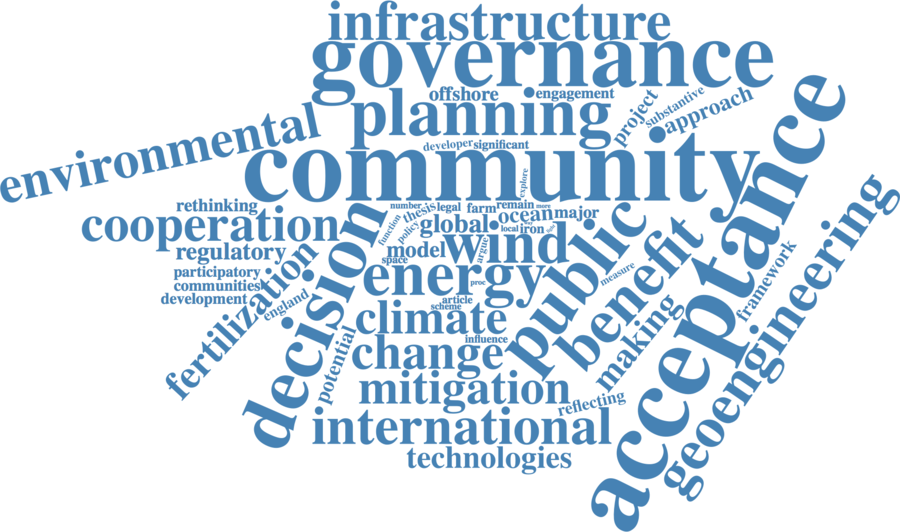 infrastructure
governance
offshore
engagement
planning
project
substantive
approach
environmental
developer
significant
community
acceptance
explore
rethinking
number
thesis
legal
farm
remain
more
cooperation
function
policy
global
ocean
major
local
iron
regulatory
model
space
argue
wind
public
benefit
geoengineering
participatory
communities
development
england
fertilization
decision
energy
proc
measure
framework
article
scheme
climate
influence
potential
change
making
mitigation
reflecting
international
technologies